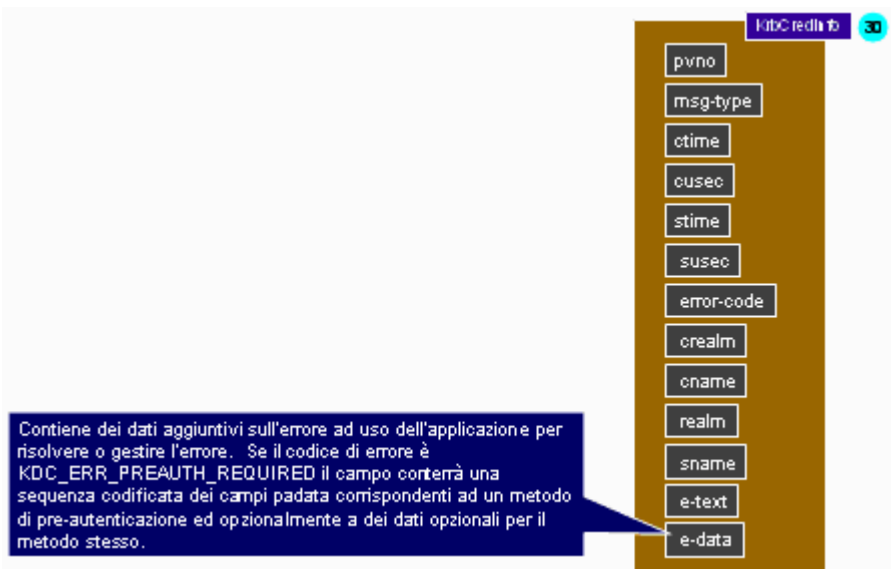 KrbCredInfo 30
pvno
msg-type
ctime
cusec
stime
susec
error-code
crealm
cname
realm
sname
e-text
e-data
Contiene dei dati aggiuntivi sull'errore ad uso dell'applicazione per
risolvere o gestire l'errore. Se il codice di errore è
KDC_ERR_PREAUTH_REQUIRED il campo conterrà una
sequenza codificata dei campi padata corrispondenti ad un metodo
di pre-autenticazione ed opzionalmente a dei dati opzionali per il
metodo stesso.